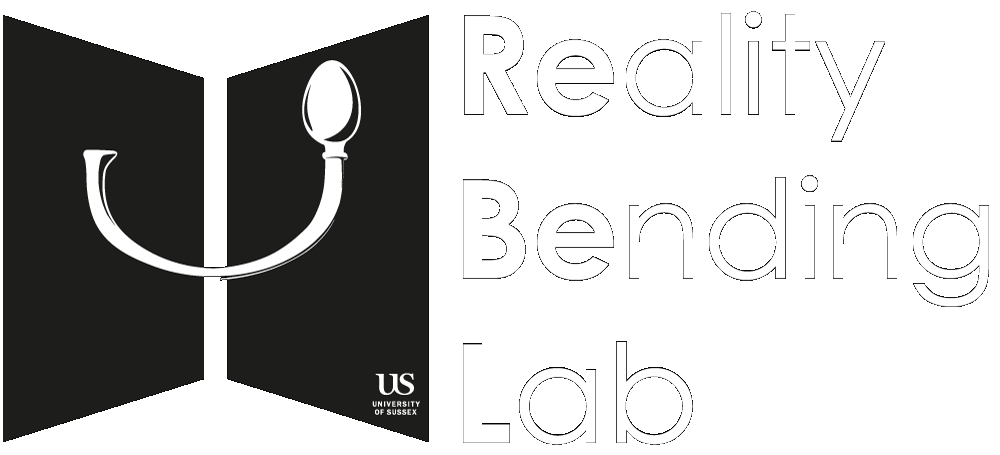 Reality
Bending
Lab
US
UNIVERSITY
OF SUSSEX